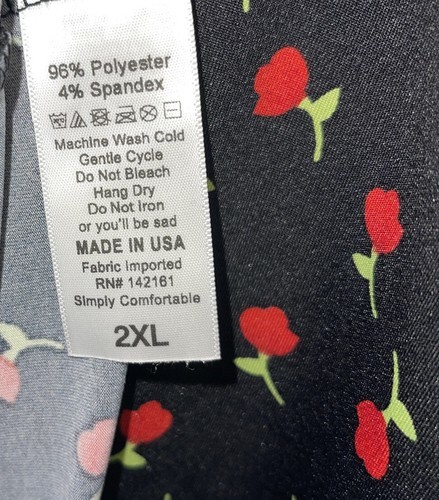 96% Polyester
4% Spandex
Machine Wash Cold
Gentle Cycle
Do Not Bleach
Hang Dry
Do Not Iron
or you'll be sad
MADE IN USA
Fabric Imported
RN# 142161
Simply Comfortable
2XL